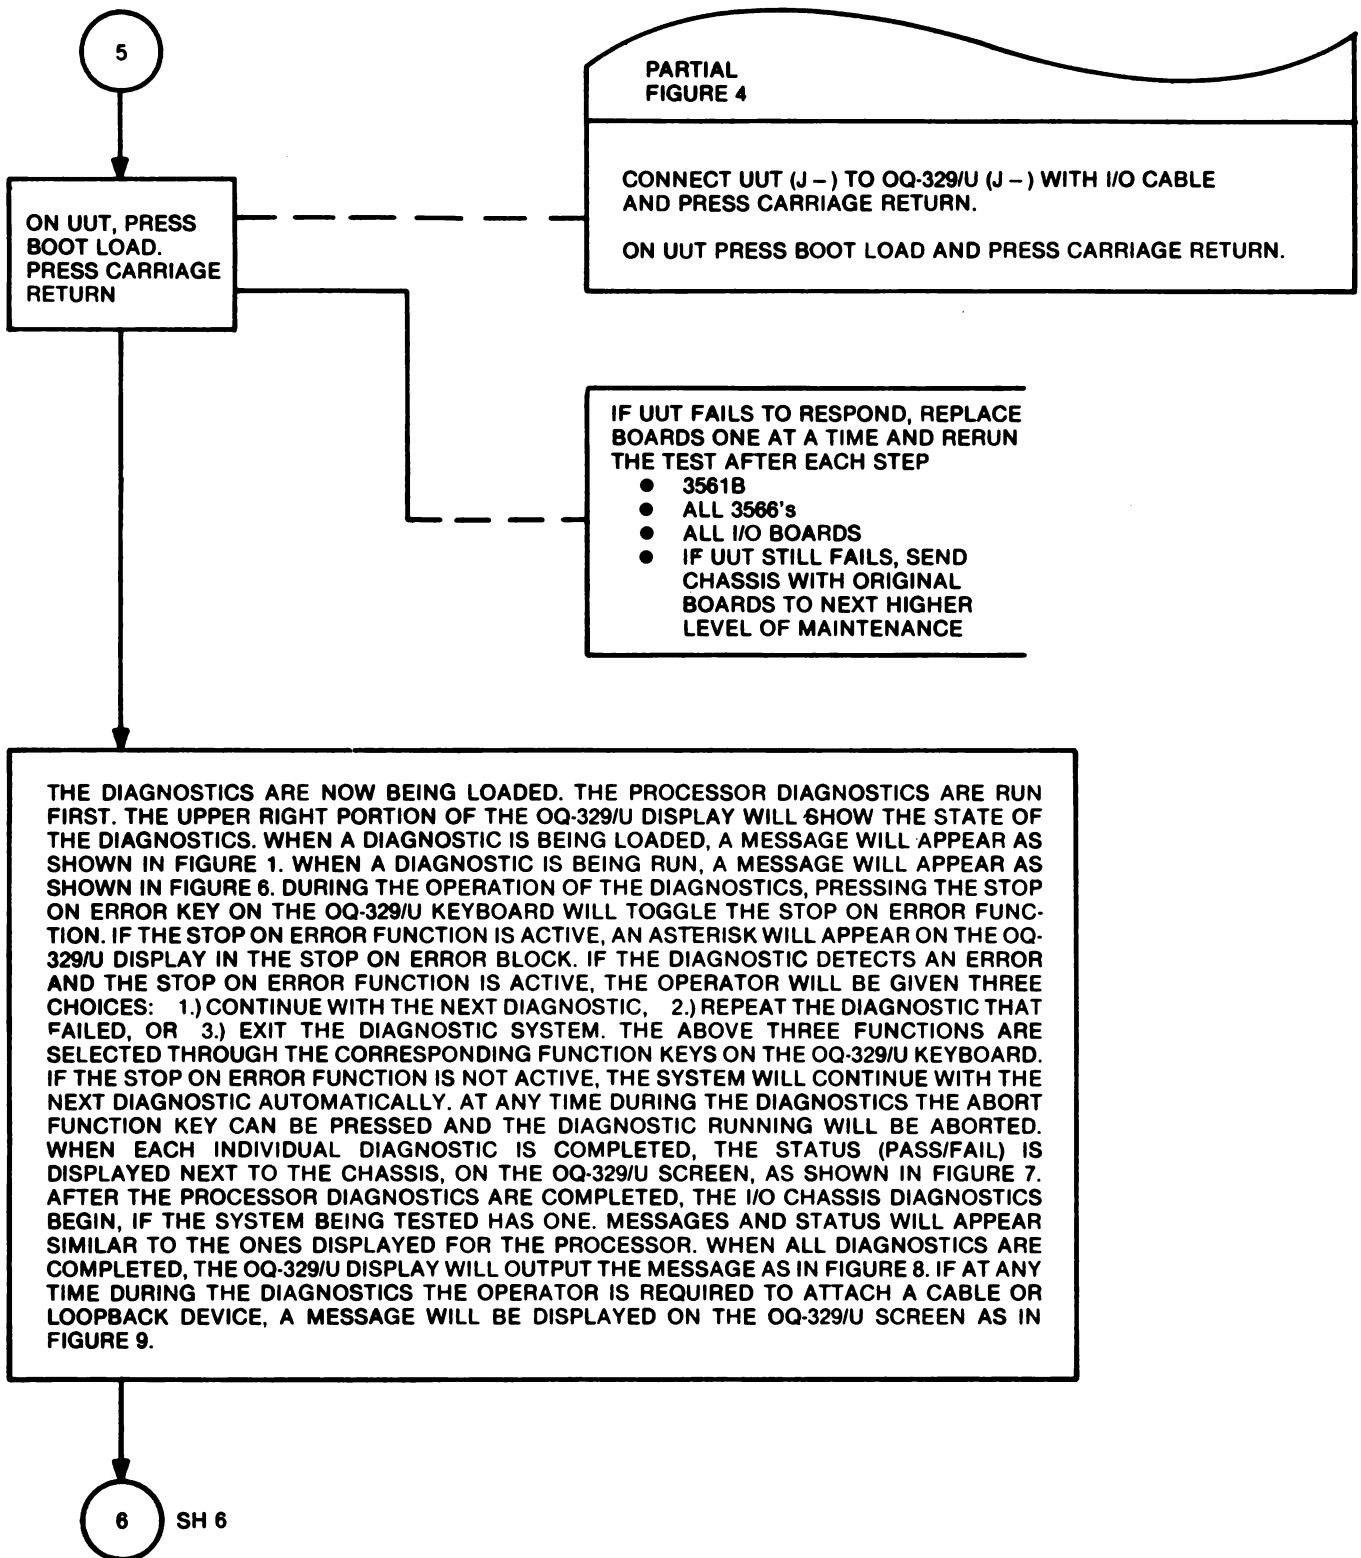 5
PARTIAL
FIGURE 4
CONNECT UUT (J –) TO OQ-329/U (J –) WITH I/O CABLE
AND PRESS CARRIAGE RETURN.
ON UUT PRESS BOOT LOAD AND PRESS CARRIAGE RETURN.
ON UUT, PRESS
BOOT LOAD.
PRESS CARRIAGE
RETURN
IF UUT FAILS TO RESPOND, REPLACE
BOARDS ONE AT A TIME AND RERUN
THE TEST AFTER EACH STEP
● 3561B
● ALL 3566's
● ALL I/O BOARDS
● IF UUT STILL FAILS, SEND
CHASSIS WITH ORIGINAL
BOARDS TO NEXT HIGHER
LEVEL OF MAINTENANCE
THE DIAGNOSTICS ARE NOW BEING LOADED. THE PROCESSOR DIAGNOSTICS ARE RUN
FIRST. THE UPPER RIGHT PORTION OF THE OQ-329/U DISPLAY WILL SHOW THE STATE OF
THE DIAGNOSTICS. WHEN A DIAGNOSTIC IS BEING LOADED, A MESSAGE WILL APPEAR AS
SHOWN IN FIGURE 1. WHEN A DIAGNOSTIC IS BEING RUN, A MESSAGE WILL APPEAR AS
SHOWN IN FIGURE 6. DURING THE OPERATION OF THE DIAGNOSTICS, PRESSING THE STOP
ON ERROR KEY ON THE OQ-329/U KEYBOARD WILL TOGGLE THE STOP ON ERROR FUNC-
TION. IF THE STOP ON ERROR FUNCTION IS ACTIVE, AN ASTERISK WILL APPEAR ON THE OQ-
329/U DISPLAY IN THE STOP ON ERROR BLOCK. IF THE DIAGNOSTIC DETECTS AN ERROR
AND THE STOP ON ERROR FUNCTION IS ACTIVE, THE OPERATOR WILL BE GIVEN THREE
CHOICES: 1.) CONTINUE WITH THE NEXT DIAGNOSTIC, 2.) REPEAT THE DIAGNOSTIC THAT
FAILED, OR 3.) EXIT THE DIAGNOSTIC SYSTEM. THE ABOVE THREE FUNCTIONS ARE
SELECTED THROUGH THE CORRESPONDING FUNCTION KEYS ON THE OQ-329/U KEYBOARD.
IF THE STOP ON ERROR FUNCTION IS NOT ACTIVE, THE SYSTEM WILL CONTINUE WITH THE
NEXT DIAGNOSTIC AUTOMATICALLY. AT ANY TIME DURING THE DIAGNOSTICS THE ABORT
FUNCTION KEY CAN BE PRESSED AND THE DIAGNOSTIC RUNNING WILL BE ABORTED.
WHEN EACH INDIVIDUAL DIAGNOSTIC IS COMPLETED, THE STATUS (PASS/FAIL) IS
DISPLAYED NEXT TO THE CHASSIS, ON THE OQ-329/U SCREEN, AS SHOWN IN FIGURE 7.
AFTER THE PROCESSOR DIAGNOSTICS ARE COMPLETED, THE I/O CHASSIS DIAGNOSTICS
BEGIN, IF THE SYSTEM BEING TESTED HAS ONE. MESSAGES AND STATUS WILL APPEAR
SIMILAR TO THE ONES DISPLAYED FOR THE PROCESSOR. WHEN ALL DIAGNOSTICS ARE
COMPLETED, THE OQ-329/U DISPLAY WILL OUTPUT THE MESSAGE AS IN FIGURE 8. IF AT ANY
TIME DURING THE DIAGNOSTICS THE OPERATOR IS REQUIRED TO ATTACH A CABLE OR
LOOPBACK DEVICE, A MESSAGE WILL BE DISPLAYED ON THE OQ-329/U SCREEN AS IN
FIGURE 9.
6 SH 6